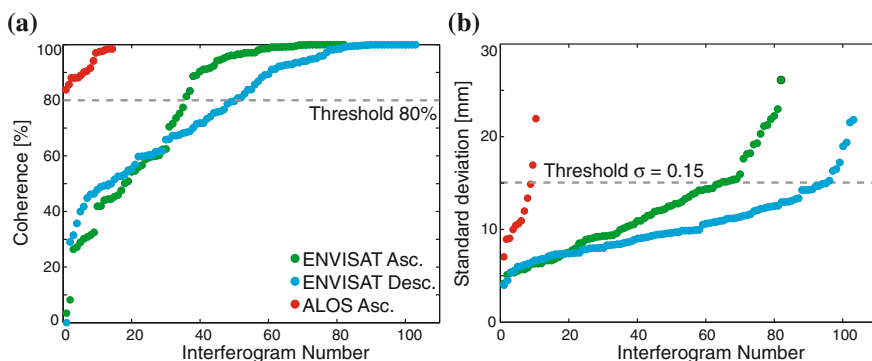 (a)
100
80
60
40
20
0
Coherence [%]
Threshold 80%
ENVISAT Asc.
ENVISAT Desc.
ALOS Asc.
0 20 40 60 80 100
Interferogram Number
(b)
30
20
10
0
Standard deviation [mm]
Threshold σ = 0.15
0 20 40 60 80 100
Interferogram Number